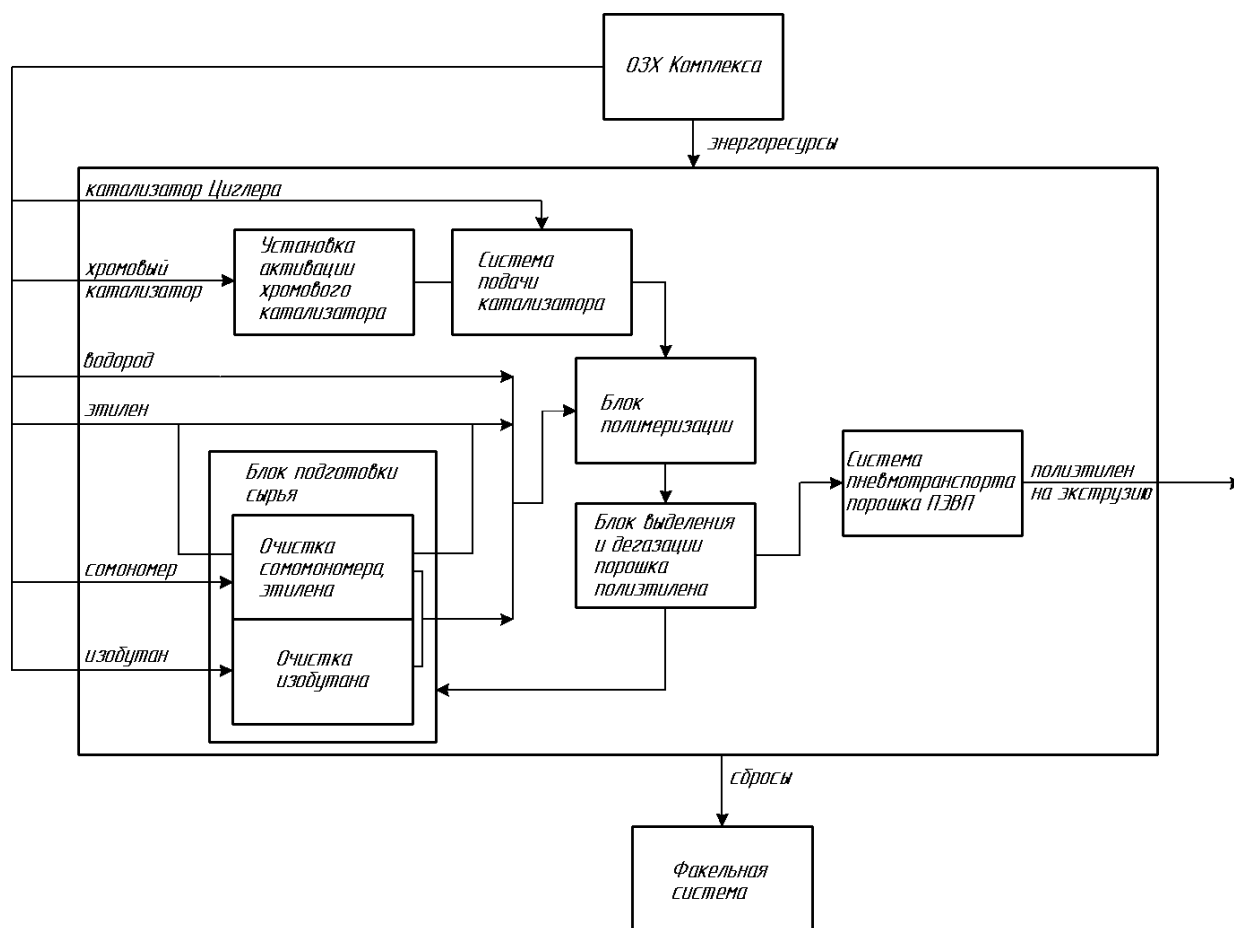 ОЗХ Комплекса
энергоресурсы
катализатор Циглера
Установка
активации
хромового
катализатора
Система
подачи
катализатора
хромовый
катализатор
водород
этилен
Блок
полимеризации
Блок подготовки
сырья
Система
пневмотранспорта
порошка ПЭВП
полиэтилен
на экструзию
Блок выделения
и дегазации
порошка
полиэтилена
Очистка
сомомономера,
этилена
сомономер
изобутан
Очистка
изобутана
сбросы
Факельная
система